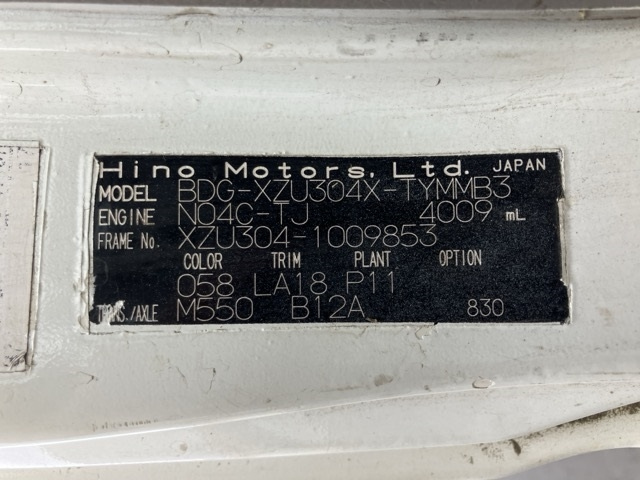 Hino Motors, Ltd. JAPAN
MODEL BDG-XZU304X-TYMMB3
ENGINE N04C-TJ 4009 mL
FRAME No. XZU304-1009853
COLOR TRIM PLANT OPTION
058 LA18 P11
TRANS./AXLE M550 B12A 830